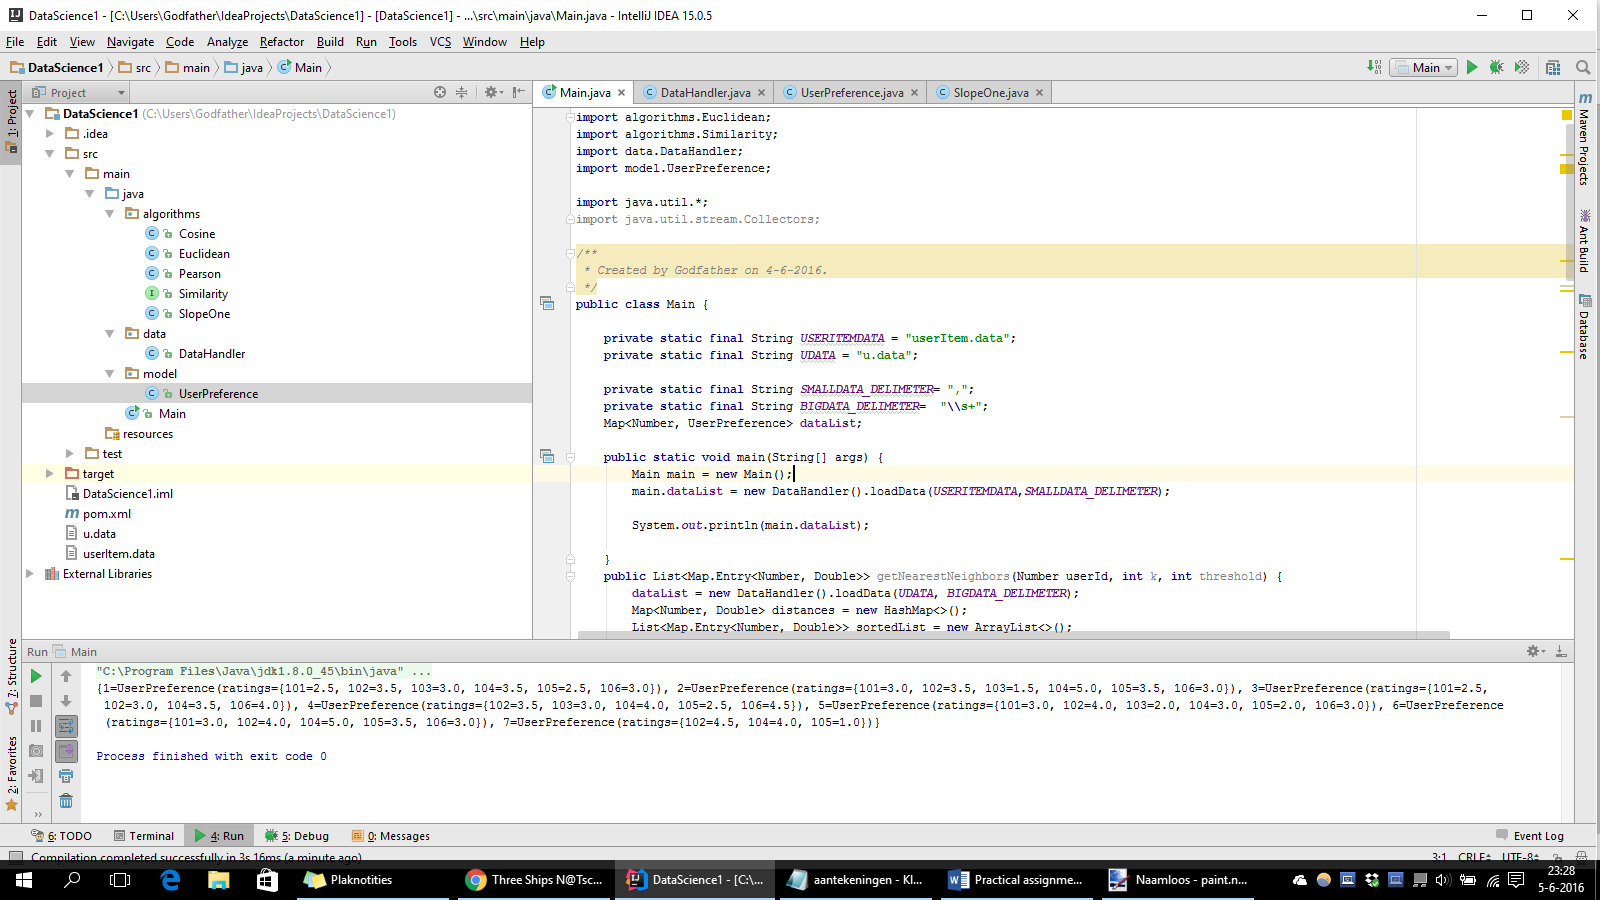 DataScience1 - [C:\Users\Godfather\IdeaProjects\DataScience1] - [DataScience1] - ...\src\main\java\Main.java - IntelliJ IDEA 15.0.5
File Edit View Navigate Code Analyze Refactor Build Run Tools VCS Window Help
DataScience1 src main java Main
Main
Project
Main.java DataHandler.java UserPreference.java SlopeOne.java
1: Project
7: Structure
2: Favorites
DataScience1 (C:\Users\Godfather\IdeaProjects\DataScience1)
.idea
src
main
java
algorithms
Cosine
Euclidean
Pearson
Similarity
SlopeOne
data
DataHandler
model
UserPreference
Main
resources
test
target
DataScience1.iml
pom.xml
u.data
userItem.data
External Libraries
import algorithms.Euclidean;
import algorithms.Similarity;
import data.DataHandler;
import model.UserPreference;
import java.util.*;
import java.util.stream.Collectors;
/**
* Created by Godfather on 4-6-2016.
*/
public class Main {
private static final String USERITEMDATA = "userItem.data";
private static final String UDATA = "u.data";
private static final String SMALLDATA_DELIMETER= ",";
private static final String BIGDATA_DELIMETER= "\\s+";
Map<Number, UserPreference> dataList;
public static void main(String[] args) {
Main main = new Main();
main.dataList = new DataHandler().loadData(USERITEMDATA,SMALLDATA_DELIMETER);
System.out.println(main.dataList);
}
public List<Map.Entry<Number, Double>> getNearestNeighbors(Number userId, int k, int threshold) {
dataList = new DataHandler().loadData(UDATA, BIGDATA_DELIMETER);
Map<Number, Double> distances = new HashMap<>();
List<Map.Entry<Number, Double>> sortedList = new ArrayList<>();
Maven Projects
Ant Build
Database
Run Main
"C:\Program Files\Java\jdk1.8.0_45\bin\java" ...
{1=UserPreference(ratings={101=2.5, 102=3.5, 103=3.0, 104=3.5, 105=2.5, 106=3.0}), 2=UserPreference(ratings={101=3.0, 102=3.5, 103=1.5, 104=5.0, 105=3.5, 106=3.0}), 3=UserPreference(ratings={101=2.5,
102=3.0, 104=3.5, 106=4.0}), 4=UserPreference(ratings={102=3.5, 103=3.0, 104=4.0, 105=2.5, 106=4.5}), 5=UserPreference(ratings={101=3.0, 102=4.0, 103=2.0, 104=3.0, 105=2.0, 106=3.0}), 6=UserPreference
(ratings={101=3.0, 102=4.0, 104=5.0, 105=3.5, 106=3.0}), 7=UserPreference(ratings={102=4.5, 104=4.0, 105=1.0})}
Process finished with exit code 0
6: TODO Terminal 4: Run 5: Debug 0: Messages Event Log
Compilation completed successfully in 3s 16ms (a minute ago) 3:1 CRLF UTF-8
Plaknotities Three Ships N@Tsc... DataScience1 - [C:\... aantekeningen - Kl... Practical assignme... Naamloos - paint.n...
23:28
5-6-2016